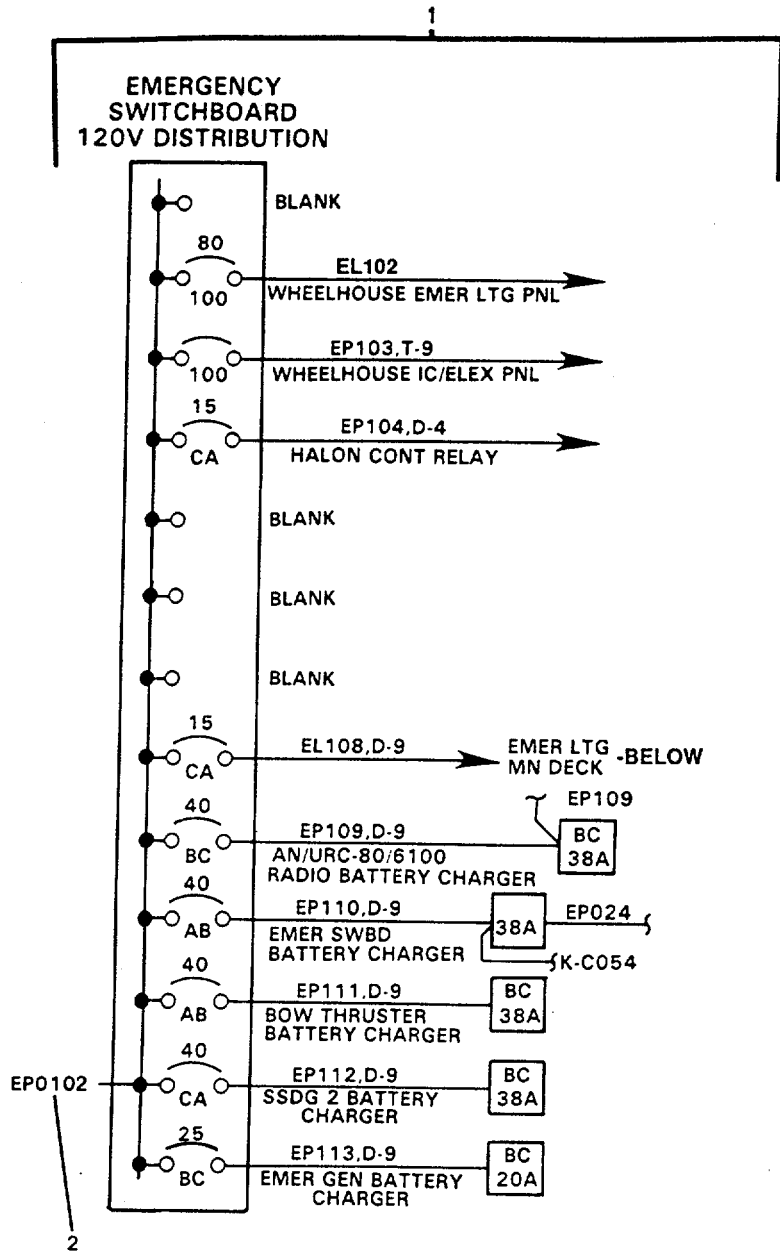 1
EMERGENCY
SWITCHBOARD
120V DISTRIBUTION
BLANK
80
EL102
100
WHEELHOUSE EMER LTG PNL
EP103,T-9
100
WHEELHOUSE IC/ELEX PNL
15
EP104,D-4
CA
HALON CONT RELAY
BLANK
BLANK
BLANK
15
EL108,D-9
EMER LTG
MN DECK -BELOW
CA
EP109
40
EP109,D-9
BC
38A
BC
AN/URC-80/6100
RADIO BATTERY CHARGER
40
EP110,D-9
38A
EP024
AB
EMER SWBD
BATTERY CHARGER
K-C054
40
EP111,D-9
BC
38A
AB
BOW THRUSTER
BATTERY CHARGER
40
EP0102
EP112,D-9
BC
38A
CA
SSDG 2 BATTERY
CHARGER
25
EP113,D-9
BC
20A
BC
EMER GEN BATTERY
CHARGER
2